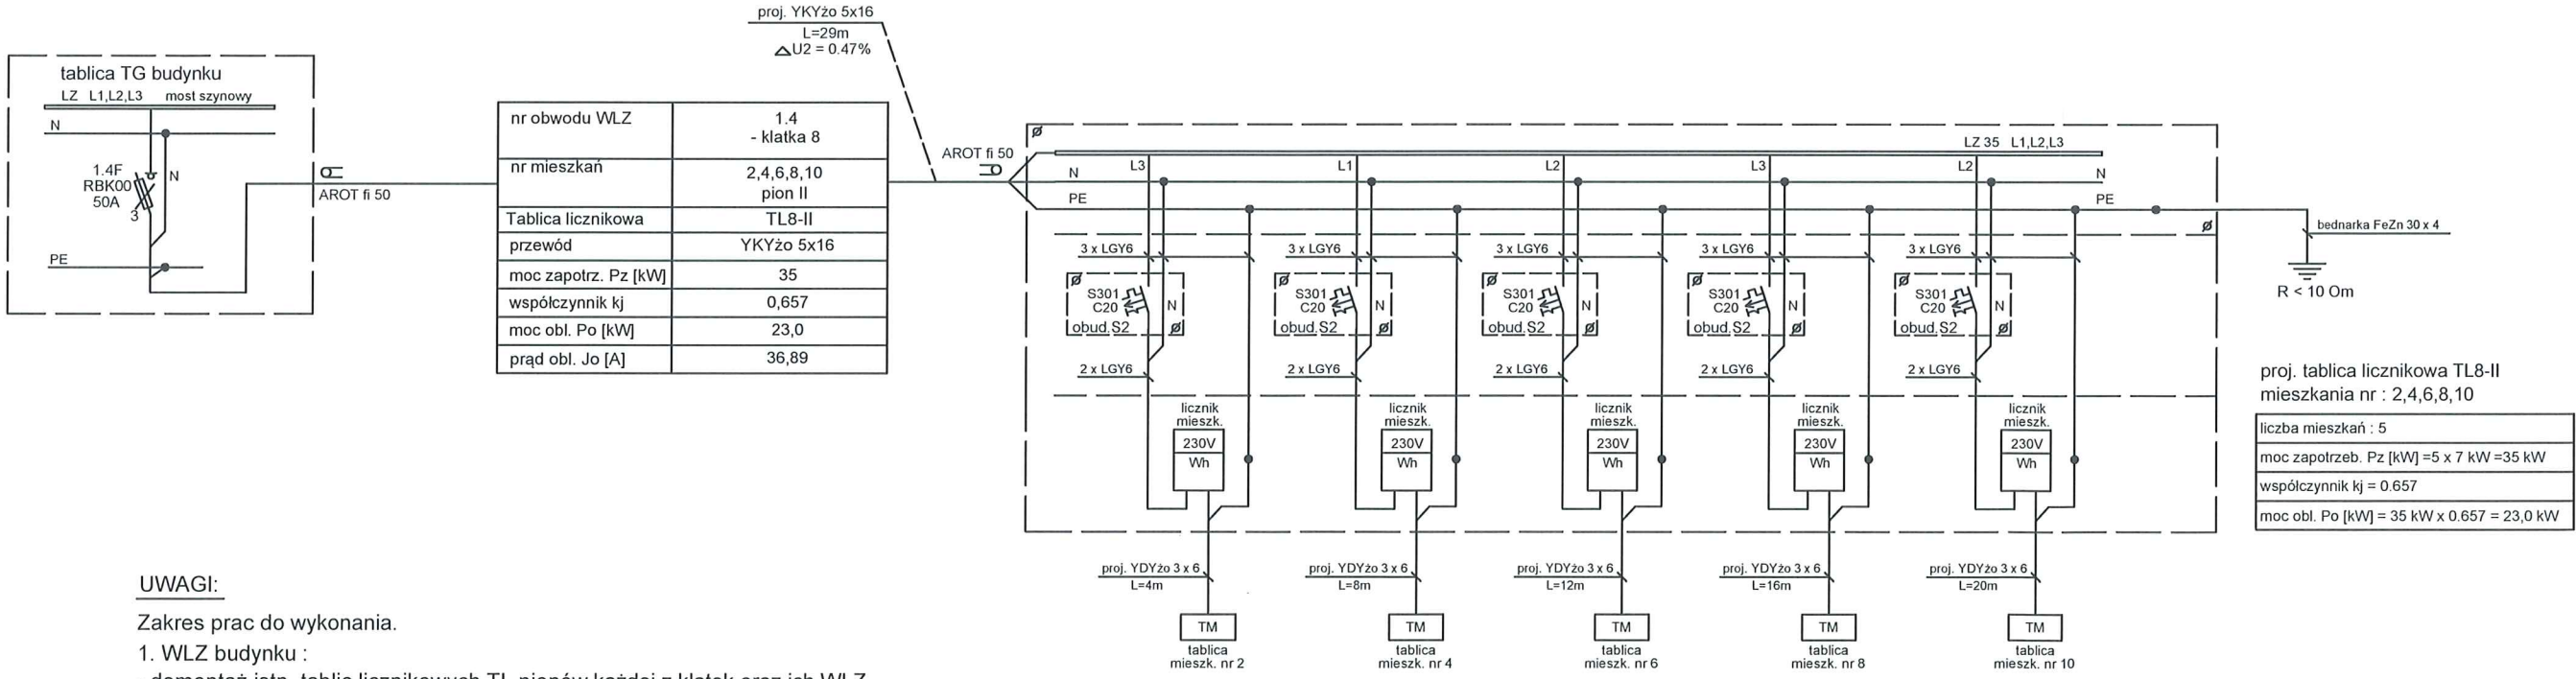 proj. YKYżo 5x16
L=29m
△U2 = 0.47%
tablica TG budynku
LZ L1,L2,L3 most szynowy
N
1.4F
RBK00
50A
3
N
PE
AROT fi 50
nr obwodu WLZ
1.4
- klatka 8
nr mieszkań
2,4,6,8,10
pion II
Tablica licznikowa
TL8-II
przewód
YKYżo 5x16
moc zapotrz. Pz [kW]
35
współczynnik kj
0,657
moc obl. Po [kW]
23,0
prąd obl. Jo [A]
36,89
AROT fi 50
LZ 35 L1,L2,L3
N
N
PE
PE
L3
L1
L2
L3
L2
3 x LGY6
3 x LGY6
3 x LGY6
3 x LGY6
3 x LGY6
S301
C20
N
obud.S2
S301
C20
N
obud.S2
S301
C20
N
obud.S2
S301
C20
N
obud.S2
S301
C20
N
obud.S2
2 x LGY6
2 x LGY6
2 x LGY6
2 x LGY6
2 x LGY6
licznik
mieszk.
230V
Wh
licznik
mieszk.
230V
Wh
licznik
mieszk.
230V
Wh
licznik
mieszk.
230V
Wh
licznik
mieszk.
230V
Wh
proj. YDYżo 3 x 6
L=4m
proj. YDYżo 3 x 6
L=8m
proj. YDYżo 3 x 6
L=12m
proj. YDYżo 3 x 6
L=16m
proj. YDYżo 3 x 6
L=20m
TM
tablica
mieszk. nr 2
TM
tablica
mieszk. nr 4
TM
tablica
mieszk. nr 6
TM
tablica
mieszk. nr 8
TM
tablica
mieszk. nr 10
bednarka FeZn 30 x 4
R < 10 Om
proj. tablica licznikowa TL8-II
mieszkania nr : 2,4,6,8,10
liczba mieszkań : 5
moc zapotrzeb. Pz [kW] =5 x 7 kW =35 kW
współczynnik kj = 0.657
moc obl. Po [kW] = 35 kW x 0.657 = 23,0 kW
UWAGI:
Zakres prac do wykonania.
1. WLZ budynku :
- demontaż istn. tablic licznikowych TL pionów każdej z klatek oraz ich WLZ